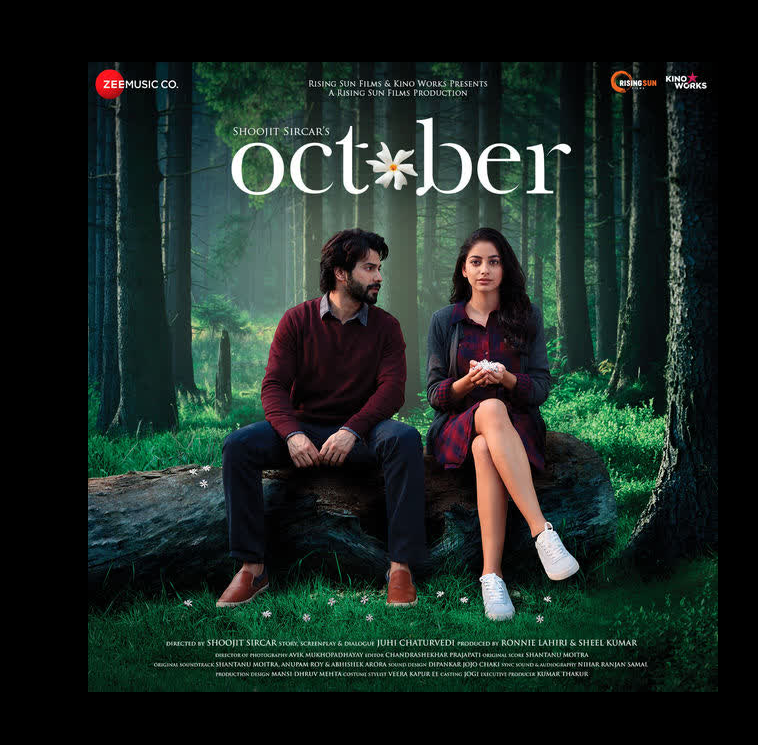 ZEEMUSIC CO.
RISING SUN FILMS & KINO WORKS PRESENTS
A RISING SUN FILMS PRODUCTION
RISINGSUN
FILMS
KINO
WORKS
SHOOJIT SIRCAR'S
october
DIRECTED BY SHOOJIT SIRCAR STORY, SCREENPLAY & DIALOGUE JUHI CHATURVEDI PRODUCED BY RONNIE LAHIRI & SHEEL KUMAR
DIRECTOR OF PHOTOGRAPHY AVIK MUKHOPADHAYAY EDITOR CHANDRASHEKHAR PRAJAPATI ORIGINAL SCORE SHANTANU MOITRA
ORIGINAL SOUNDTRACK SHANTANU MOITRA, ANUPAM ROY & ABHISHEK ARORA SOUND DESIGN DIPANKAR JOJO CHAKI SYNC SOUND & AUDIOGRAPHY NIHAR RANJAN SAMAL
PRODUCTION DESIGN MANSI DHRUV MEHTA COSTUME STYLIST VEERA KAPUR EE CASTING JOGI EXECUTIVE PRODUCER KUMAR THAKUR